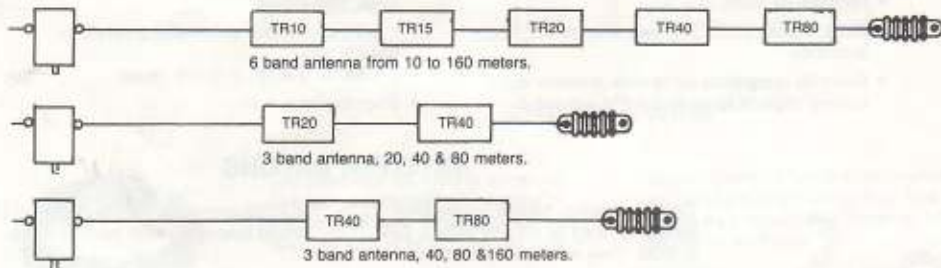 TR10 TR15 TR20 TR40 TR80
6 band antenna from 10 to 160 meters.
TR20 TR40
3 band antenna, 20, 40 & 80 meters.
TR40 TR80
3 band antenna, 40, 80 &160 meters.